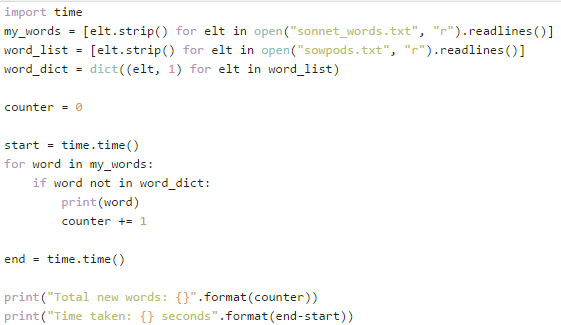 import time
my_words = [elt.strip() for elt in open("sonnet_words.txt", "r").readlines()]
word_list = [elt.strip() for elt in open("sowpods.txt", "r").readlines()]
word_dict = dict((elt, 1) for elt in word_list)

counter = 0

start = time.time()
for word in my_words:
    if word not in word_dict:
        print(word)
        counter += 1

end = time.time()

print("Total new words: {}".format(counter))
print("Time taken: {} seconds".format(end-start))